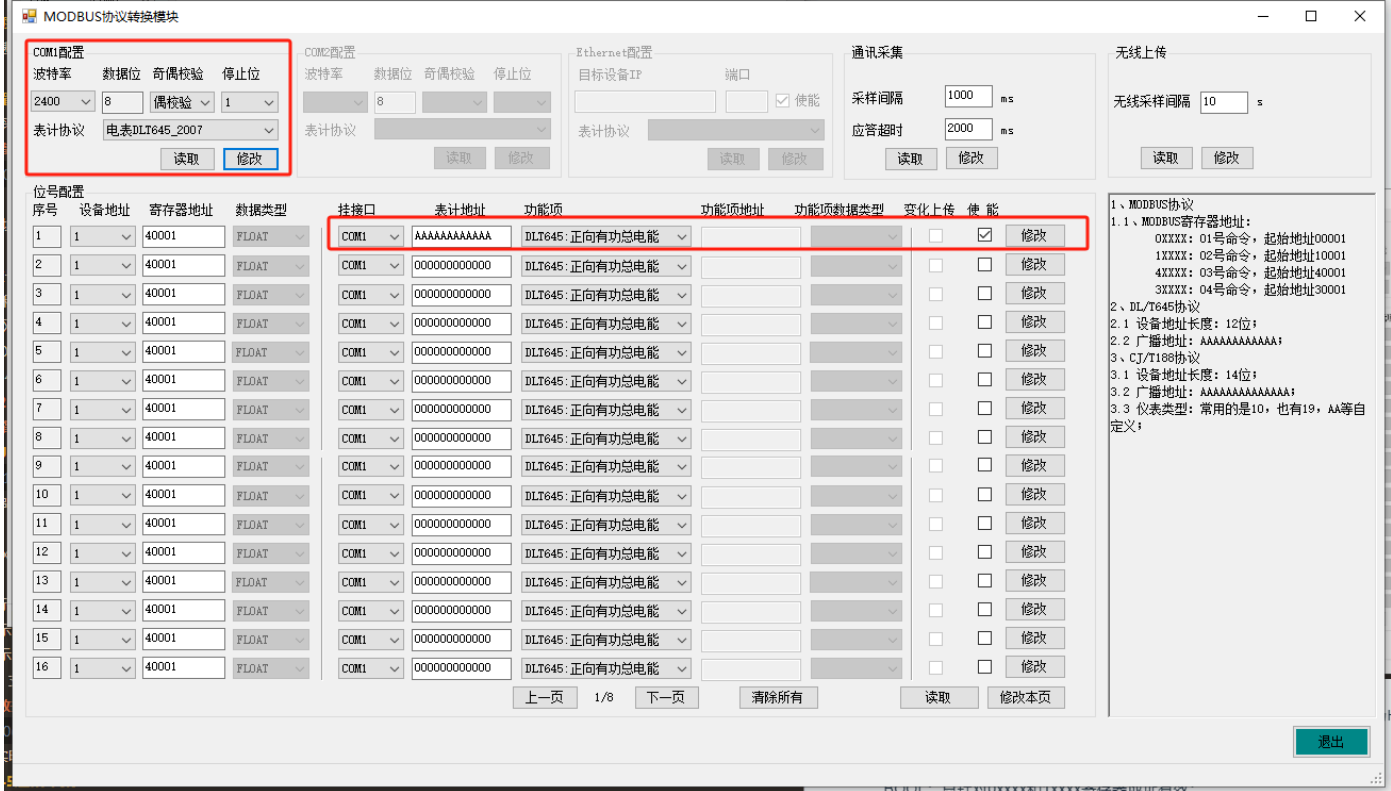 MODBUS协议转换模块
COM1配置
波特率 数据位 奇偶校验 停止位
2400 8 偶校验 1
表计协议 电表DLT645_2007
读取 修改
COM2配置
波特率 数据位 奇偶校验 停止位
8
表计协议
读取 修改
Ethernet配置
目标设备IP 端口
使能
表计协议
读取 修改
通讯采集
采样间隔 1000 ms
应答超时 2000 ms
读取 修改
无线上传
无线采样间隔 10 s
读取 修改
位号配置
序号 设备地址 寄存器地址 数据类型 挂接口 表计地址 功能项 功能项地址 功能项数据类型 变化上传 使 能
1 1 40001 FLOAT COM1 AAAAAAAAAAAA DLT645:正向有功总电能 修改
2 1 40001 FLOAT COM1 000000000000 DLT645:正向有功总电能 修改
3 1 40001 FLOAT COM1 000000000000 DLT645:正向有功总电能 修改
4 1 40001 FLOAT COM1 000000000000 DLT645:正向有功总电能 修改
5 1 40001 FLOAT COM1 000000000000 DLT645:正向有功总电能 修改
6 1 40001 FLOAT COM1 000000000000 DLT645:正向有功总电能 修改
7 1 40001 FLOAT COM1 000000000000 DLT645:正向有功总电能 修改
8 1 40001 FLOAT COM1 000000000000 DLT645:正向有功总电能 修改
9 1 40001 FLOAT COM1 000000000000 DLT645:正向有功总电能 修改
10 1 40001 FLOAT COM1 000000000000 DLT645:正向有功总电能 修改
11 1 40001 FLOAT COM1 000000000000 DLT645:正向有功总电能 修改
12 1 40001 FLOAT COM1 000000000000 DLT645:正向有功总电能 修改
13 1 40001 FLOAT COM1 000000000000 DLT645:正向有功总电能 修改
14 1 40001 FLOAT COM1 000000000000 DLT645:正向有功总电能 修改
15 1 40001 FLOAT COM1 000000000000 DLT645:正向有功总电能 修改
16 1 40001 FLOAT COM1 000000000000 DLT645:正向有功总电能 修改
上一页 1/8 下一页 清除所有 读取 修改本页
1、MODBUS协议
1.1、MODBUS寄存器地址:
0XXXX: 01号命令，起始地址00001
1XXXX: 02号命令，起始地址10001
4XXXX: 03号命令，起始地址40001
3XXXX: 04号命令，起始地址30001
2、DL/T645协议
2.1 设备地址长度: 12位;
2.2 广播地址: AAAAAAAAAAAA;
3、CJ/T188协议
3.1 设备地址长度: 14位;
3.2 广播地址: AAAAAAAAAAAAAA;
3.3 仪表类型: 常用的是10，也有19，AA等自
定义;
退出